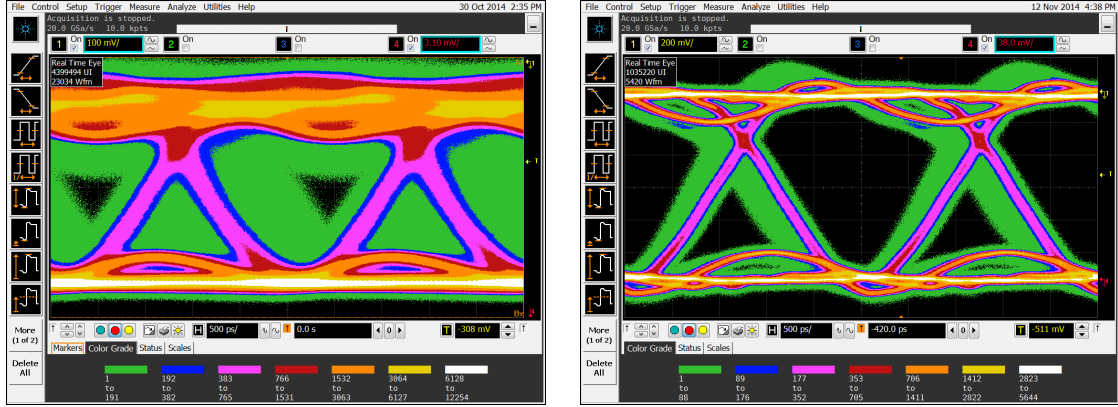 File Control Setup Trigger Measure Analyze Utilities Help 30 Oct 2014 2:35 PM
Acquisition is stopped.
20.0 GSa/s 10.0 kpts
1 On 100 mV/ 2 On 3 On 4 On 3.10 mV/
Real Time Eye
4399494 UI
23034 Wfm
T
More
(1 of 2)
H 500 ps/ 0.0 s 0 T -308 mV
Markers Color Grade Status Scales
Delete
All
1 192 383 766 1532 3064 6128
to to to to to to to
191 382 765 1531 3063 6127 12254
File Control Setup Trigger Measure Analyze Utilities Help 12 Nov 2014 4:38 PM
Acquisition is stopped.
20.0 GSa/s 10.0 kpts
1 On 200 mV/ 2 On 3 On 4 On 38.0 mV/
Real Time Eye
1035220 UI
5420 Wfm
T
More
(1 of 2)
H 500 ps/ -420.0 ps 0 T -511 mV
Color Grade Status Scales
Delete
All
1 89 177 353 706 1412 2823
to to to to to to to
88 176 352 705 1411 2822 5644